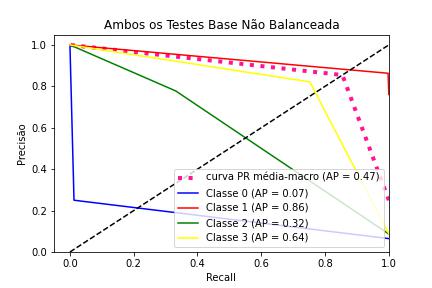 Ambos os Testes Base Não Balanceada
1.0
0.8
0.6
0.4
0.2
0.0
Precisão
curva PR média-macro (AP = 0.47)
Classe 0 (AP = 0.07)
Classe 1 (AP = 0.86)
Classe 2 (AP = 0.32)
Classe 3 (AP = 0.64)
0.0 0.2 0.4 0.6 0.8 1.0
Recall